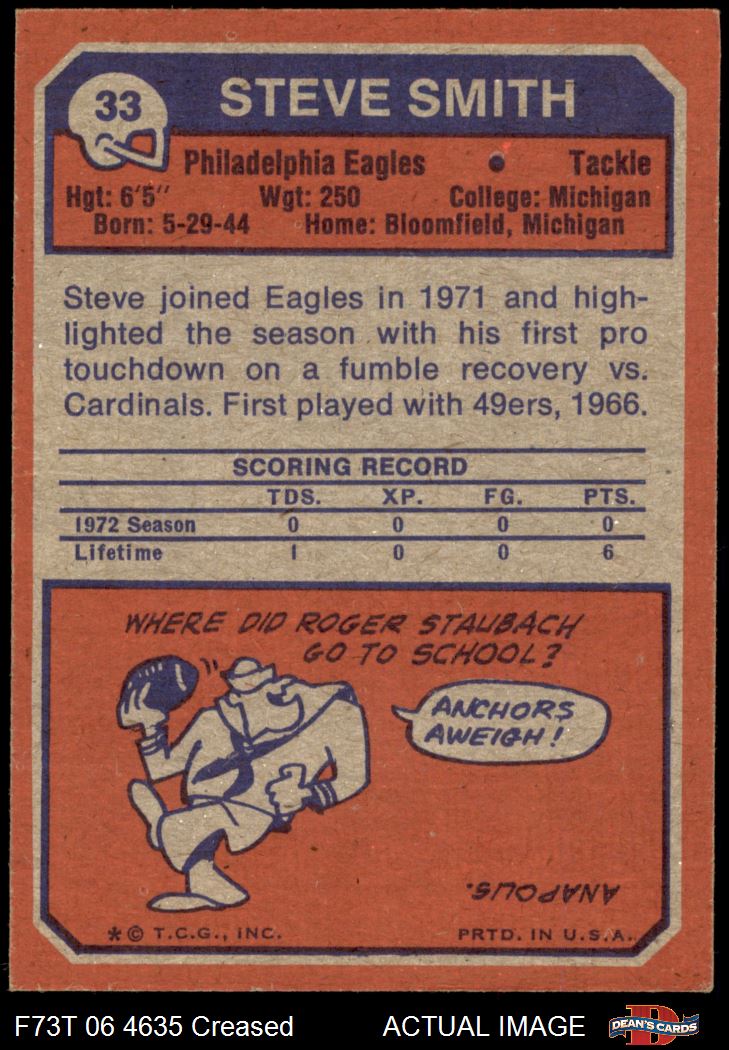 33
STEVE SMITH
Philadelphia Eagles • Tackle
Hgt: 6'5" Wgt: 250 College: Michigan
Born: 5-29-44 Home: Bloomfield, Michigan
Steve joined Eagles in 1971 and high-
lighted the season with his first pro
touchdown on a fumble recovery vs.
Cardinals. First played with 49ers, 1966.
SCORING RECORD
TDS. XP. FG. PTS.
1972 Season 0 0 0 0
Lifetime 1 0 0 6
WHERE DID ROGER STAUBACH
GO TO SCHOOL?
ANCHORS
AWEIGH!
ANAPOLIS.
* © T.C.G., INC. PRTD. IN U.S.A.
F73T 06 4635 Creased ACTUAL IMAGE
D
DEAN'S CARDS